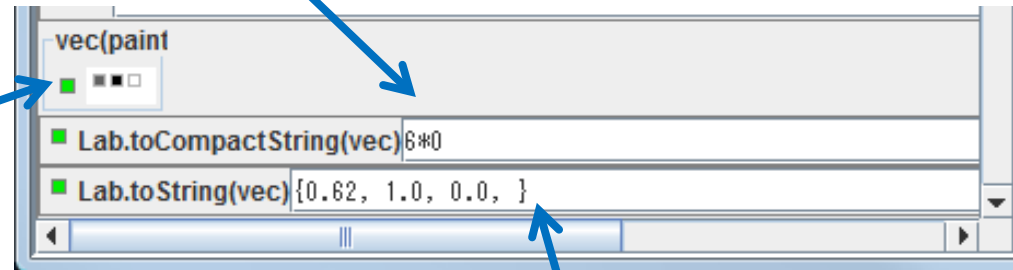 vec(paint
Lab.toCompactString(vec) 6*0
Lab.toString(vec) {0.62, 1.0, 0.0, }